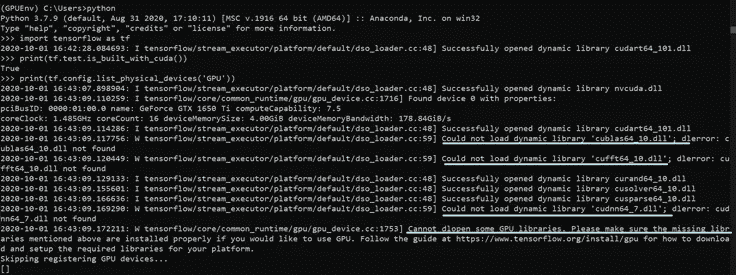 (GPUEnv) C:\Users>python
Python 3.7.9 (default, Aug 31 2020, 17:10:11) [MSC v.1916 64 bit (AMD64)] :: Anaconda, Inc. on win32
Type "help", "copyright", "credits" or "license" for more information.
>>> import tensorflow as tf
2020-10-01 16:42:28.084693: I tensorflow/stream_executor/platform/default/dso_loader.cc:48] Successfully opened dynamic library cudart64_101.dll
>>> print(tf.test.is_built_with_cuda())
True
>>> print(tf.config.list_physical_devices('GPU'))
2020-10-01 16:43:07.898904: I tensorflow/stream_executor/platform/default/dso_loader.cc:48] Successfully opened dynamic library nvcuda.dll
2020-10-01 16:43:09.110259: I tensorflow/core/common_runtime/gpu/gpu_device.cc:1716] Found device 0 with properties:
pciBusID: 0000:01:00.0 name: GeForce GTX 1650 Ti computeCapability: 7.5
coreClock: 1.485GHz coreCount: 16 deviceMemorySize: 4.00GiB deviceMemoryBandwidth: 178.84GiB/s
2020-10-01 16:43:09.114286: I tensorflow/stream_executor/platform/default/dso_loader.cc:48] Successfully opened dynamic library cudart64_101.dll
2020-10-01 16:43:09.117756: W tensorflow/stream_executor/platform/default/dso_loader.cc:59] Could not load dynamic library 'cublas64_10.dll'; dlerror: c
ublas64_10.dll not found
2020-10-01 16:43:09.120449: W tensorflow/stream_executor/platform/default/dso_loader.cc:59] Could not load dynamic library 'cufft64_10.dll'; dlerror: cu
fft64_10.dll not found
2020-10-01 16:43:09.129133: I tensorflow/stream_executor/platform/default/dso_loader.cc:48] Successfully opened dynamic library curand64_10.dll
2020-10-01 16:43:09.155601: I tensorflow/stream_executor/platform/default/dso_loader.cc:48] Successfully opened dynamic library cusolver64_10.dll
2020-10-01 16:43:09.166636: I tensorflow/stream_executor/platform/default/dso_loader.cc:48] Successfully opened dynamic library cusparse64_10.dll
2020-10-01 16:43:09.169290: W tensorflow/stream_executor/platform/default/dso_loader.cc:59] Could not load dynamic library 'cudnn64_7.dll'; dlerror: cud
nn64_7.dll not found
2020-10-01 16:43:09.172211: W tensorflow/core/common_runtime/gpu/gpu_device.cc:1753] Cannot dlopen some GPU libraries. Please make sure the missing libr
aries mentioned above are installed properly if you would like to use GPU. Follow the guide at https://www.tensorflow.org/install/gpu for how to downloa
d and setup the required libraries for your platform.
Skipping registering GPU devices...
[]